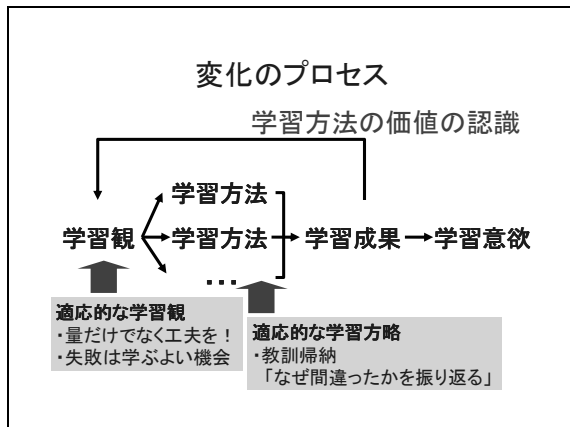 変化のプロセス
学習方法の価値の認識
学習方法
学習観
学習方法
学習成果
学習意欲
…
適応的な学習観
・量だけでなく工夫を！
・失敗は学ぶよい機会
適応的な学習方略
・教訓帰納
「なぜ間違ったかを振り返る」